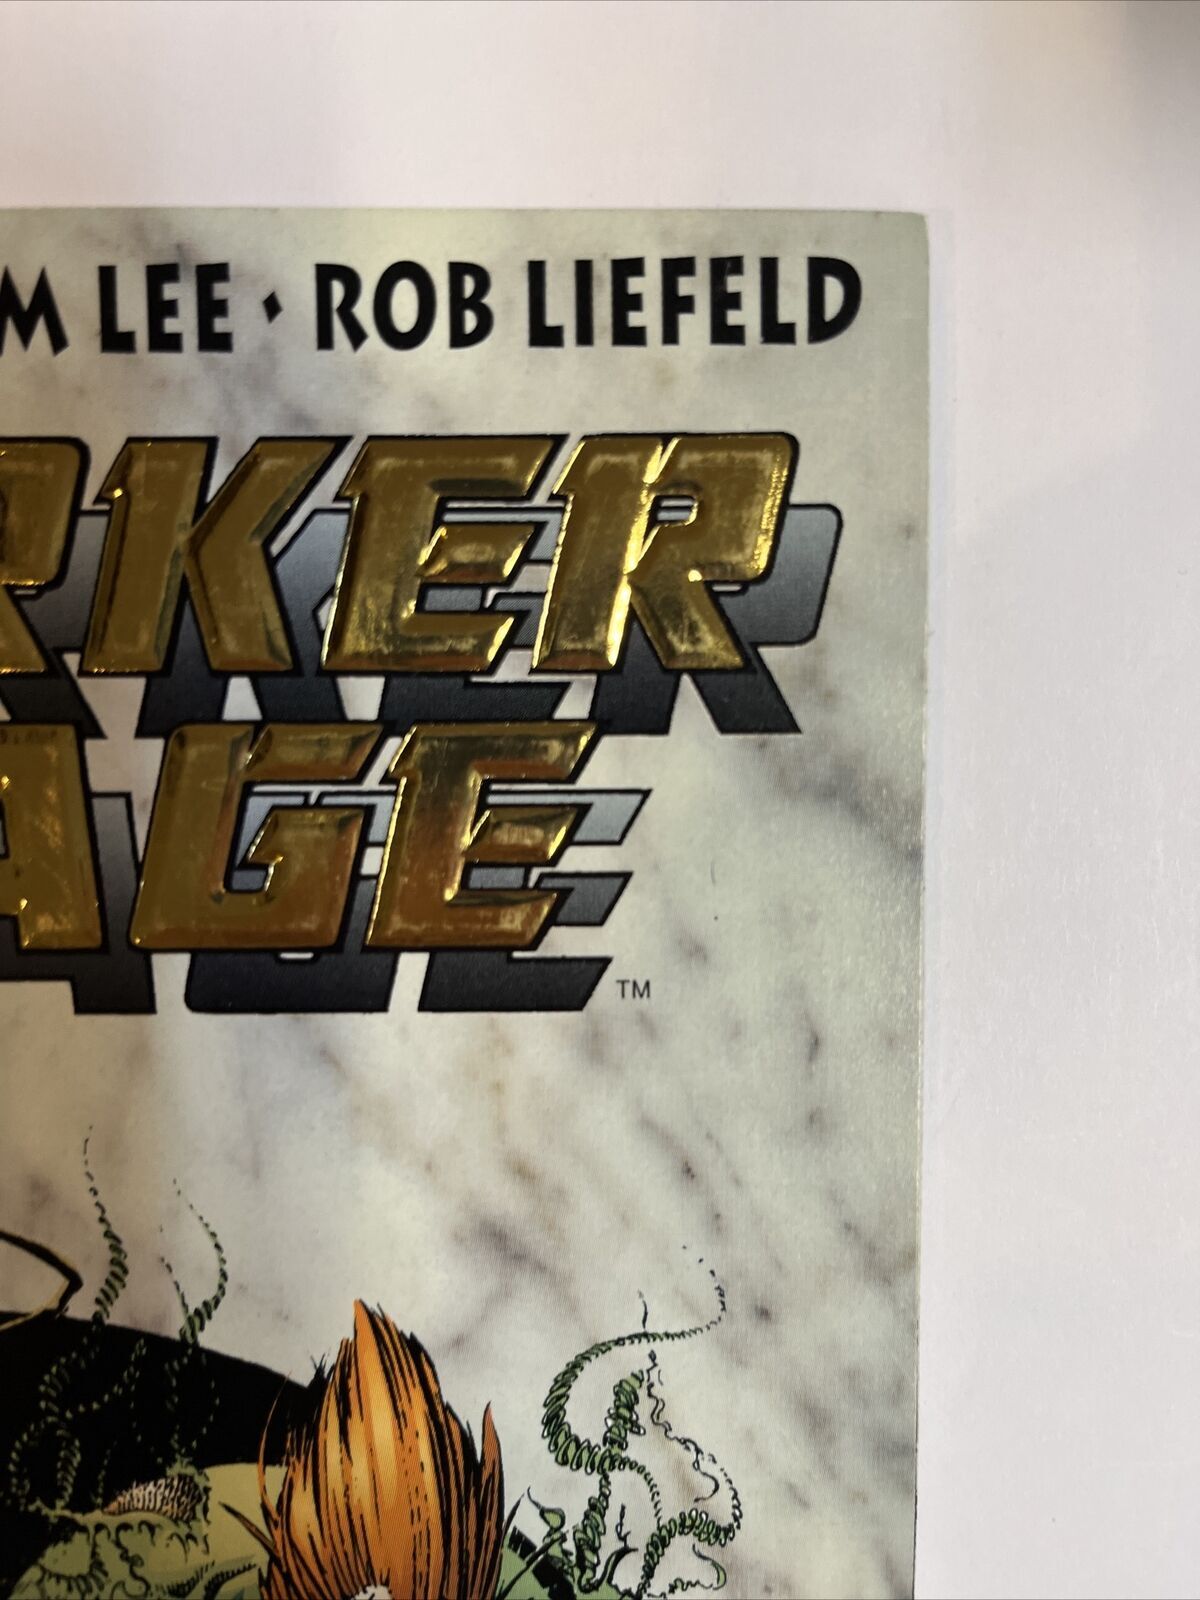 M LEE · ROB LIEFELD
RKER
AGE
TM